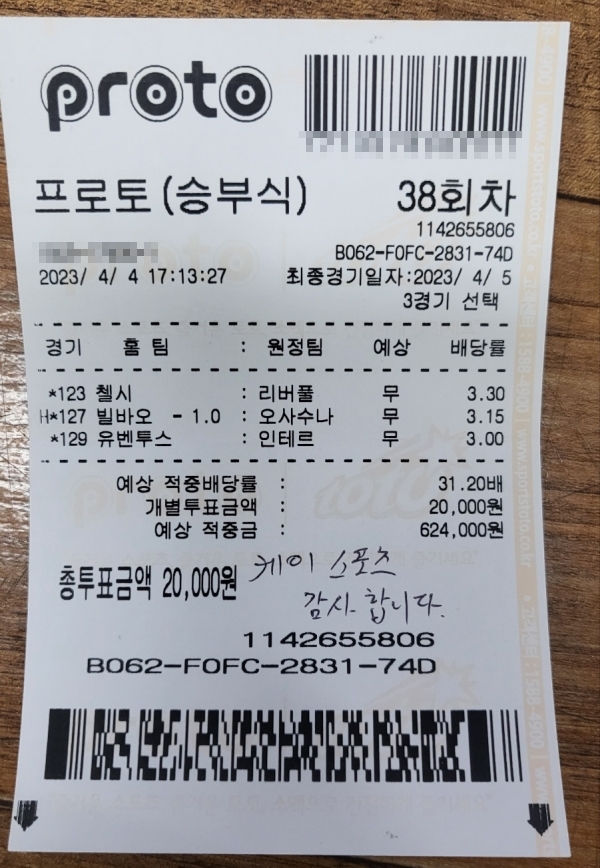 proto
프로토(승부식) 38회차
1142655806
B062-F0FC-2831-74D
2023/ 4/ 4 17:13:27 최종경기일자:2023/ 4/ 5
3경기 선택
경기 홈 팀 : 원정팀 예상 배당률
*123 첼시 : 리버풀 무 3.30
H*127 빌바오 - 1.0 : 오사수나 무 3.15
*129 유벤투스 : 인테르 무 3.00
예상 적중배당률 : 31.20배
개별투표금액 : 20,000원
예상 적중금 : 624,000원
총투표금액 20,000원
케이 스포츠
감사 합니다.
1142655806
B062-F0FC-2831-74D